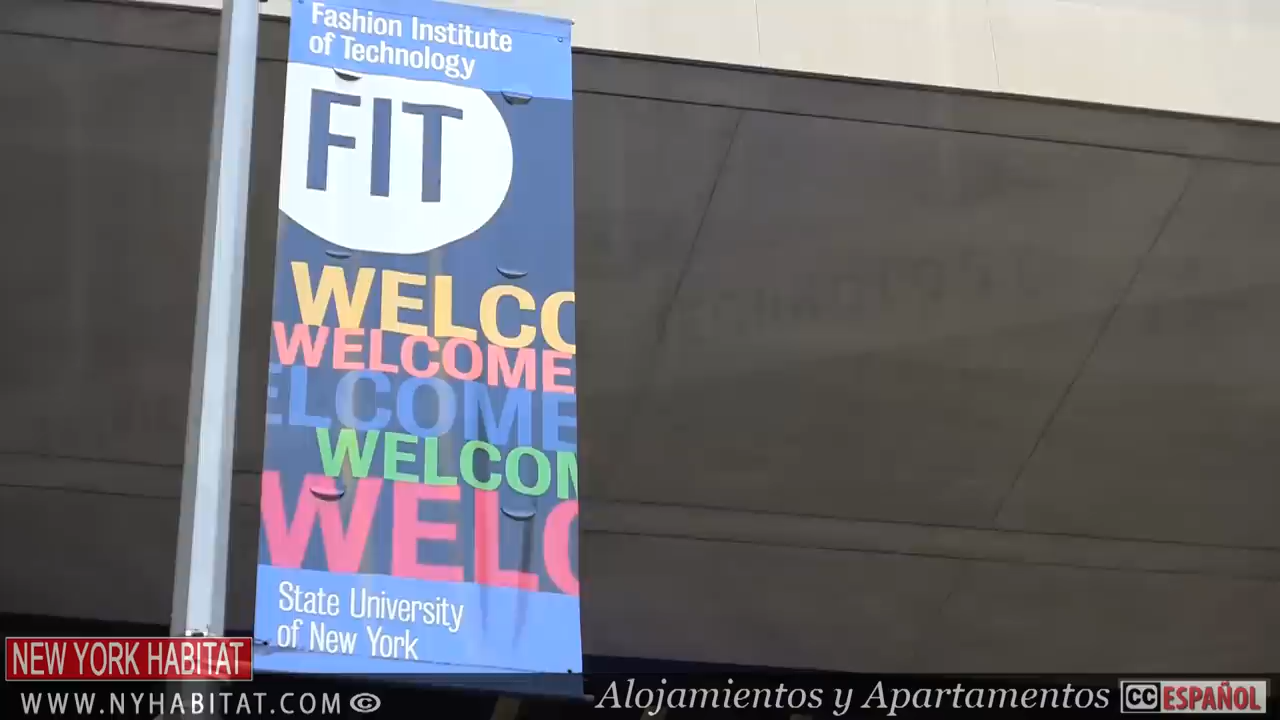 Fashion Institute
of Technology
FIT
WELCO
WELCOME
ELCOME
WELCOM
WELC
State University
of New York
NEW YORK HABITAT
WWW.NYHABITAT.COM ©
Alojamientos y Apartamentos CC ESPAÑOL